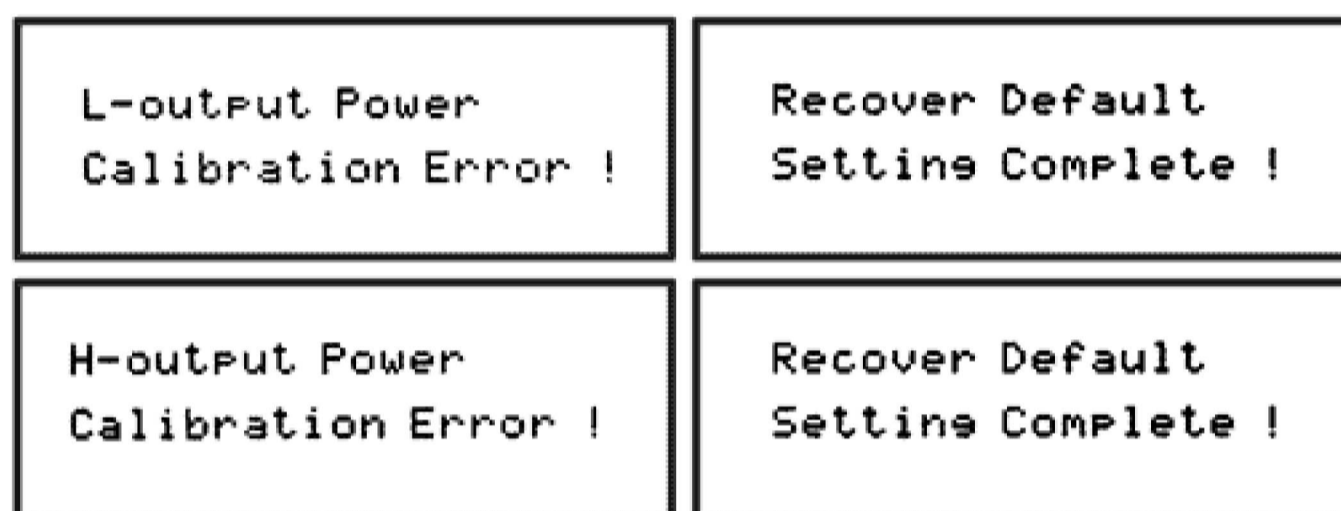 L-output Power
Calibration Error !
Recover Default
Setting Complete !
H-output Power
Calibration Error !
Recover Default
Setting Complete !